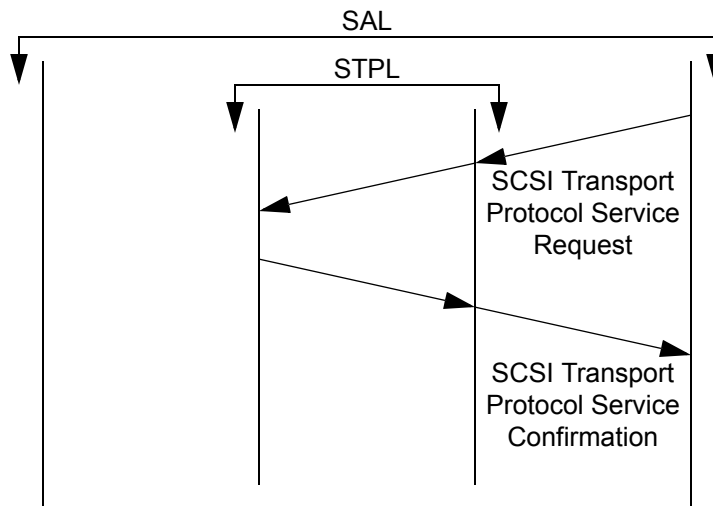 SAL
STPL
SCSI Transport
Protocol Service
Request
SCSI Transport
Protocol Service
Confirmation